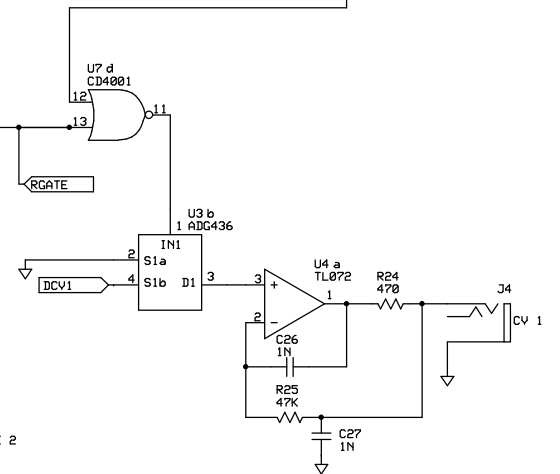 U7 d
CD4001
12
11
13
RGATE
U3 b
1 ADG436
IN1
2 S1a
4 S1b
D1 3
DCV1
U4 a
TL072
3
+
1
2
-
R24
470
J4
CV 1
C26
1N
R25
47K
C27
1N
2